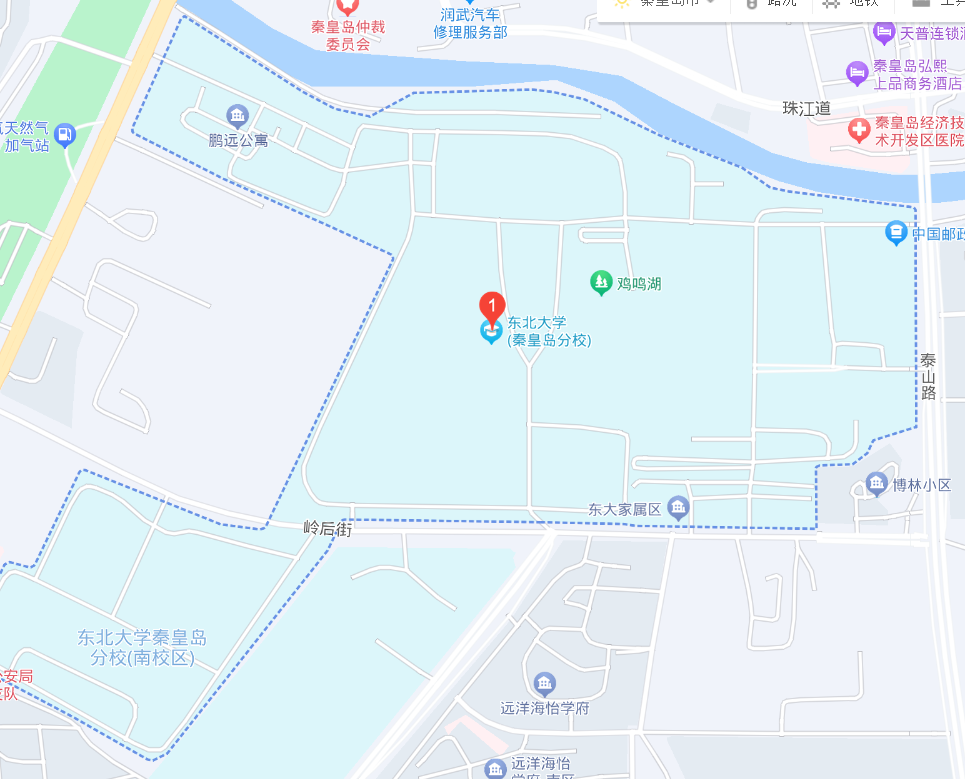 秦皇岛市
路况
地铁
秦皇岛仲裁
委员会
润武汽车
修理服务部
天普连锁酒
秦皇岛弘熙
上品商务酒店
珠江道
秦皇岛经济技
术开发区医院
天然气
加气站
鹏远公寓
中国邮政
鸡鸣湖
1
东北大学
(秦皇岛分校)
泰山路
博林小区
东大家属区
岭后街
东北大学秦皇岛
分校(南校区)
安局
队
远洋海怡学府
远洋海怡